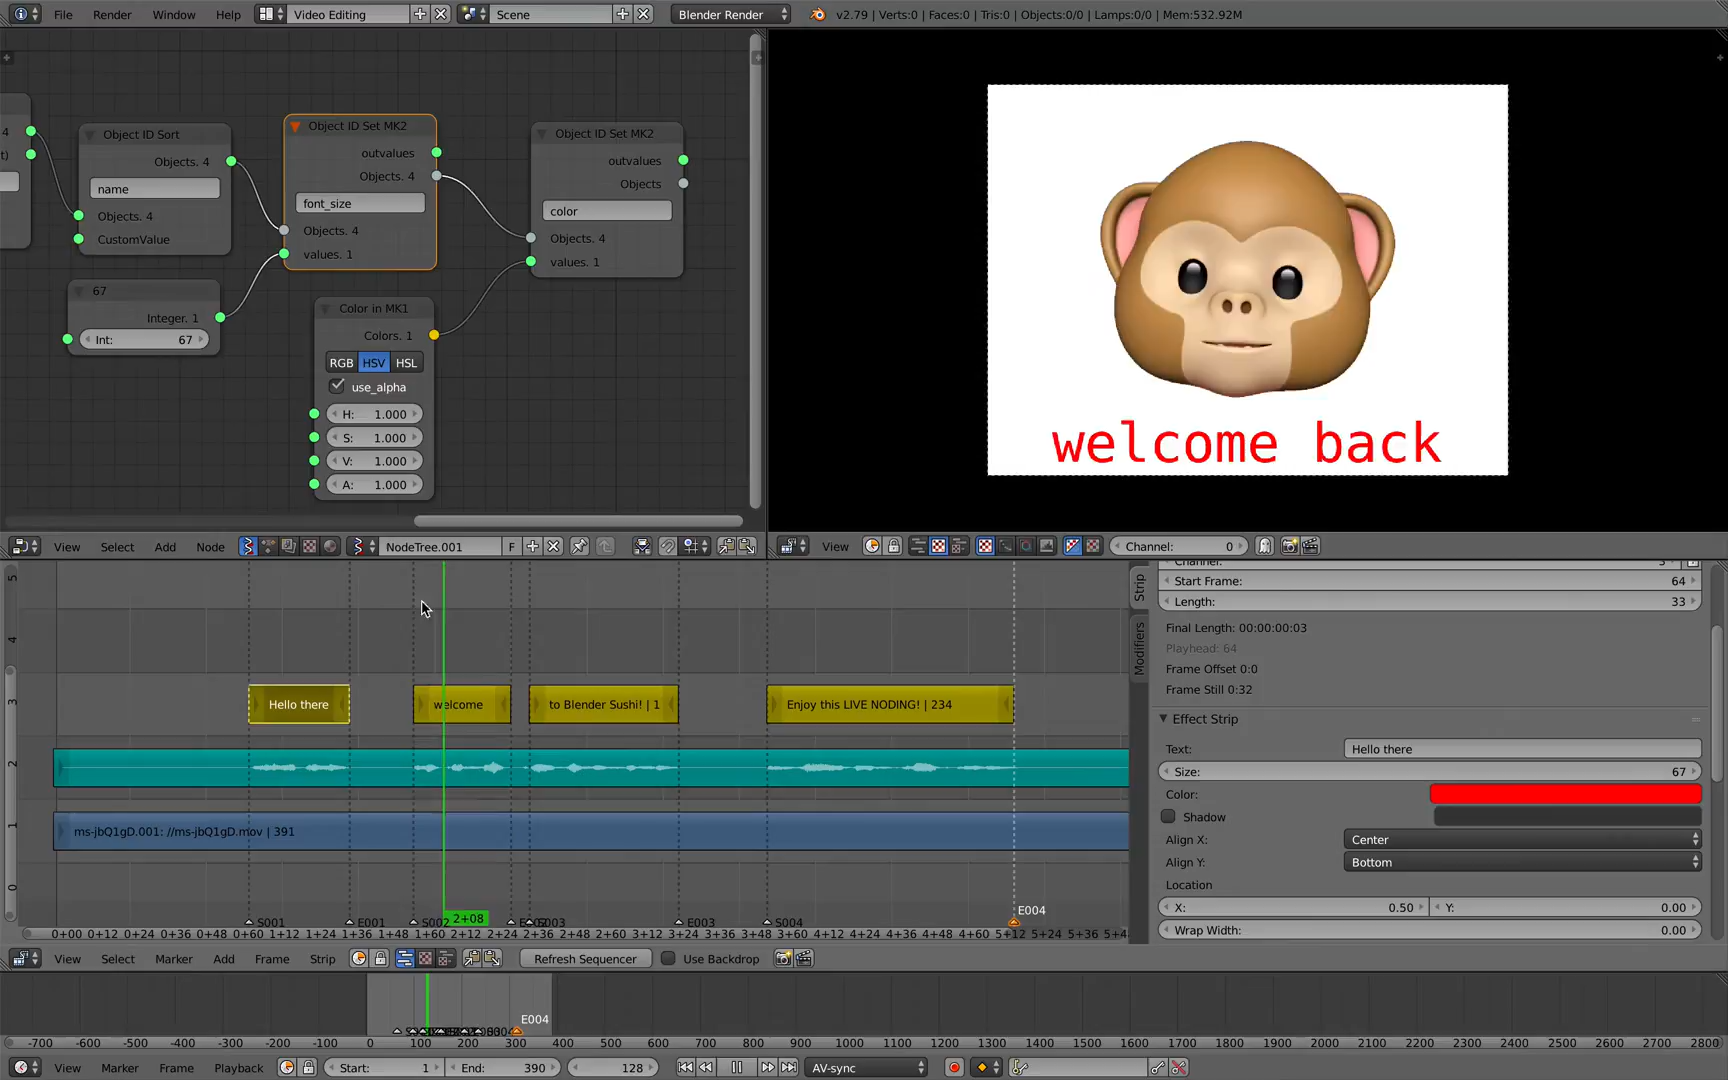 File Render Window Help Video Editing Scene Blender Render v2.79 | Verts:0 | Faces:0 | Tris:0 | Objects:0/0 | Lamps:0/0 | Mem:532.92M
4
t)
Object ID Sort
Objects. 4
name
Objects. 4
CustomValue
67
Integer. 1
Int: 67
Object ID Set MK2
outvalues
Objects. 4
font_size
Objects. 4
values. 1
Color in MK1
Colors. 1
RGB HSV HSL
use_alpha
H: 1.000
S: 1.000
V: 1.000
A: 1.000
Object ID Set MK2
outvalues
Objects
color
Objects. 4
values. 1
welcome back
View Select Add Node NodeTree.001 F
View Channel: 0
5
4
3
2
1
0
Hello there
welcome
to Blender Sushi! | 1
Enjoy this LIVE NODING! | 234
ms-jbQ1gD.001: //ms-jbQ1gD.mov | 391
S001 E001 S002 2+08 E003 S004 E004
0+00 0+12 0+24 0+36 0+48 0+60 1+12 1+24 1+36 1+48 1+60 2+12 2+24 2+36 2+48 2+60 3+12 3+24 3+36 3+48 3+60 4+12 4+24 4+36 4+48 4+60 5+12 5+24 5+36 5+4
Strip
Modifiers
Channel: 3
Start Frame: 64
Length: 33
Final Length: 00:00:00:03
Playhead: 64
Frame Offset 0:0
Frame Still 0:32
Effect Strip
Text: Hello there
Size: 67
Color:
Shadow
Align X: Center
Align Y: Bottom
Location
X: 0.50 Y: 0.00
Wrap Width: 0.00
View Select Marker Add Frame Strip Refresh Sequencer Use Backdrop
E004
-700 -600 -500 -400 -300 -200 -100 0 100 200 300 400 500 600 700 800 900 1000 1100 1200 1300 1400 1500 1600 1700 1800 1900 2000 2100 2200 2300 2400 2500 2600 2700 2800
View Marker Frame Playback Start: 1 End: 390 128 AV-sync